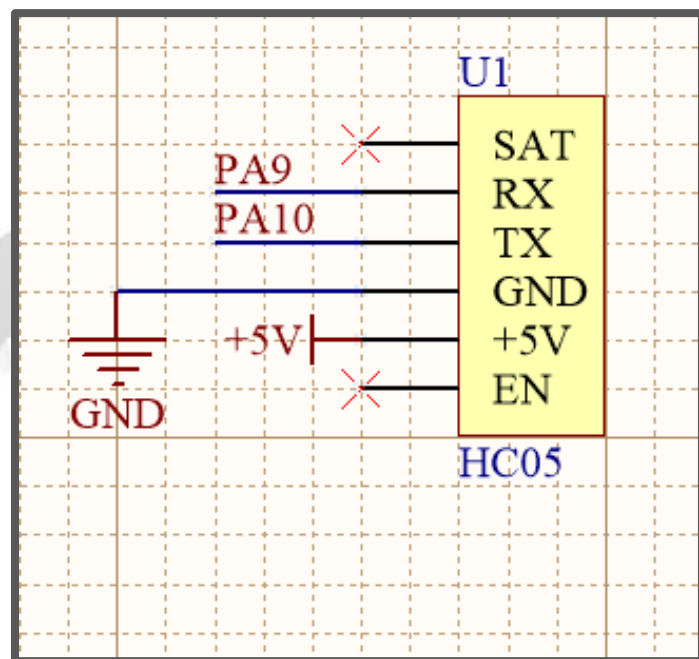 U1
SAT
PA9 RX
PA10 TX
GND
+5V +5V
EN
GND
HC05